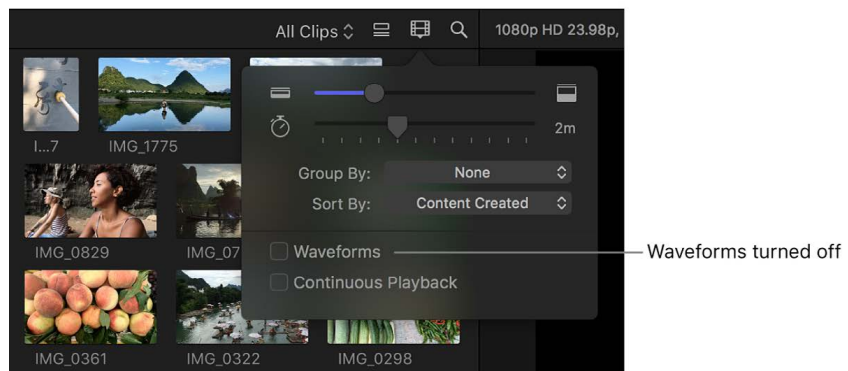 All Clips
1080p HD 23.98p,
I...7
IMG_1775
2m
Group By: None
Sort By: Content Created
IMG_0829
IMG_07
Waveforms
Waveforms turned off
Continuous Playback
IMG_0361
IMG_0322
IMG_0298